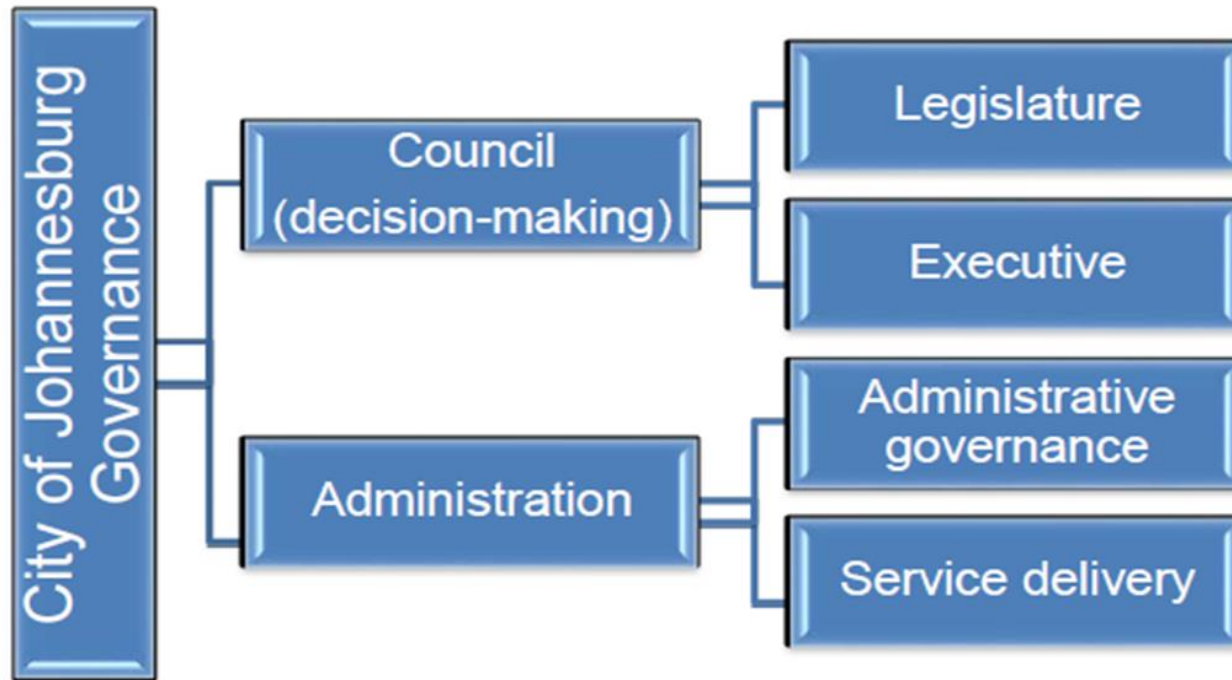 City of Johannesburg
Governance
Council
(decision-making)
Legislature
Executive
Administration
Administrative
governance
Service delivery